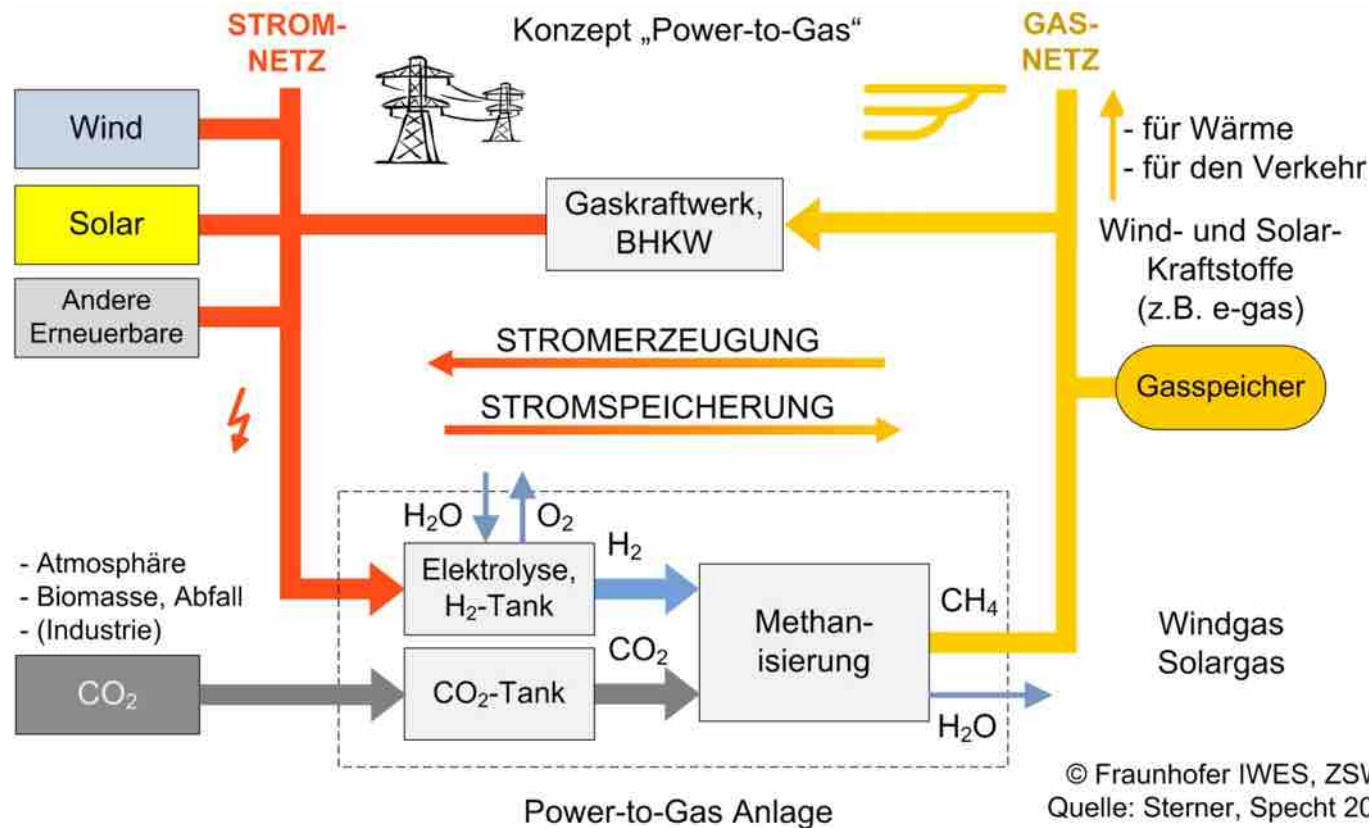 Konzept „Power-to-Gas“
STROM-
NETZ
GAS-
NETZ
Wind
Solar
Andere
Erneuerbare
Gaskraftwerk,
BHKW
- für Wärme
- für den Verkehr
Wind- und Solar-
Kraftstoffe
(z.B. e-gas)
STROMERZEUGUNG
STROMSPEICHERUNG
Gasspeicher
H₂O
O₂
- Atmosphäre
- Biomasse, Abfall
- (Industrie)
Elektrolyse,
H₂-Tank
H₂
CO₂
CO₂-Tank
CO₂
Methan-
isierung
CH₄
H₂O
Windgas
Solargas
Power-to-Gas Anlage
© Fraunhofer IWES,
Quelle: Sterner, Specht